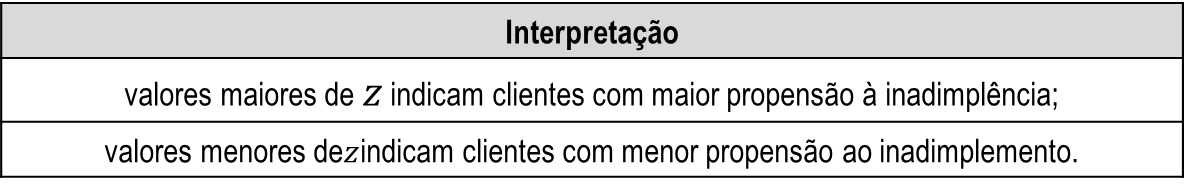 Interpretação
valores maiores de z indicam clientes com maior propensão à inadimplência;
valores menores dezindicam clientes com menor propensão ao inadimplemento.